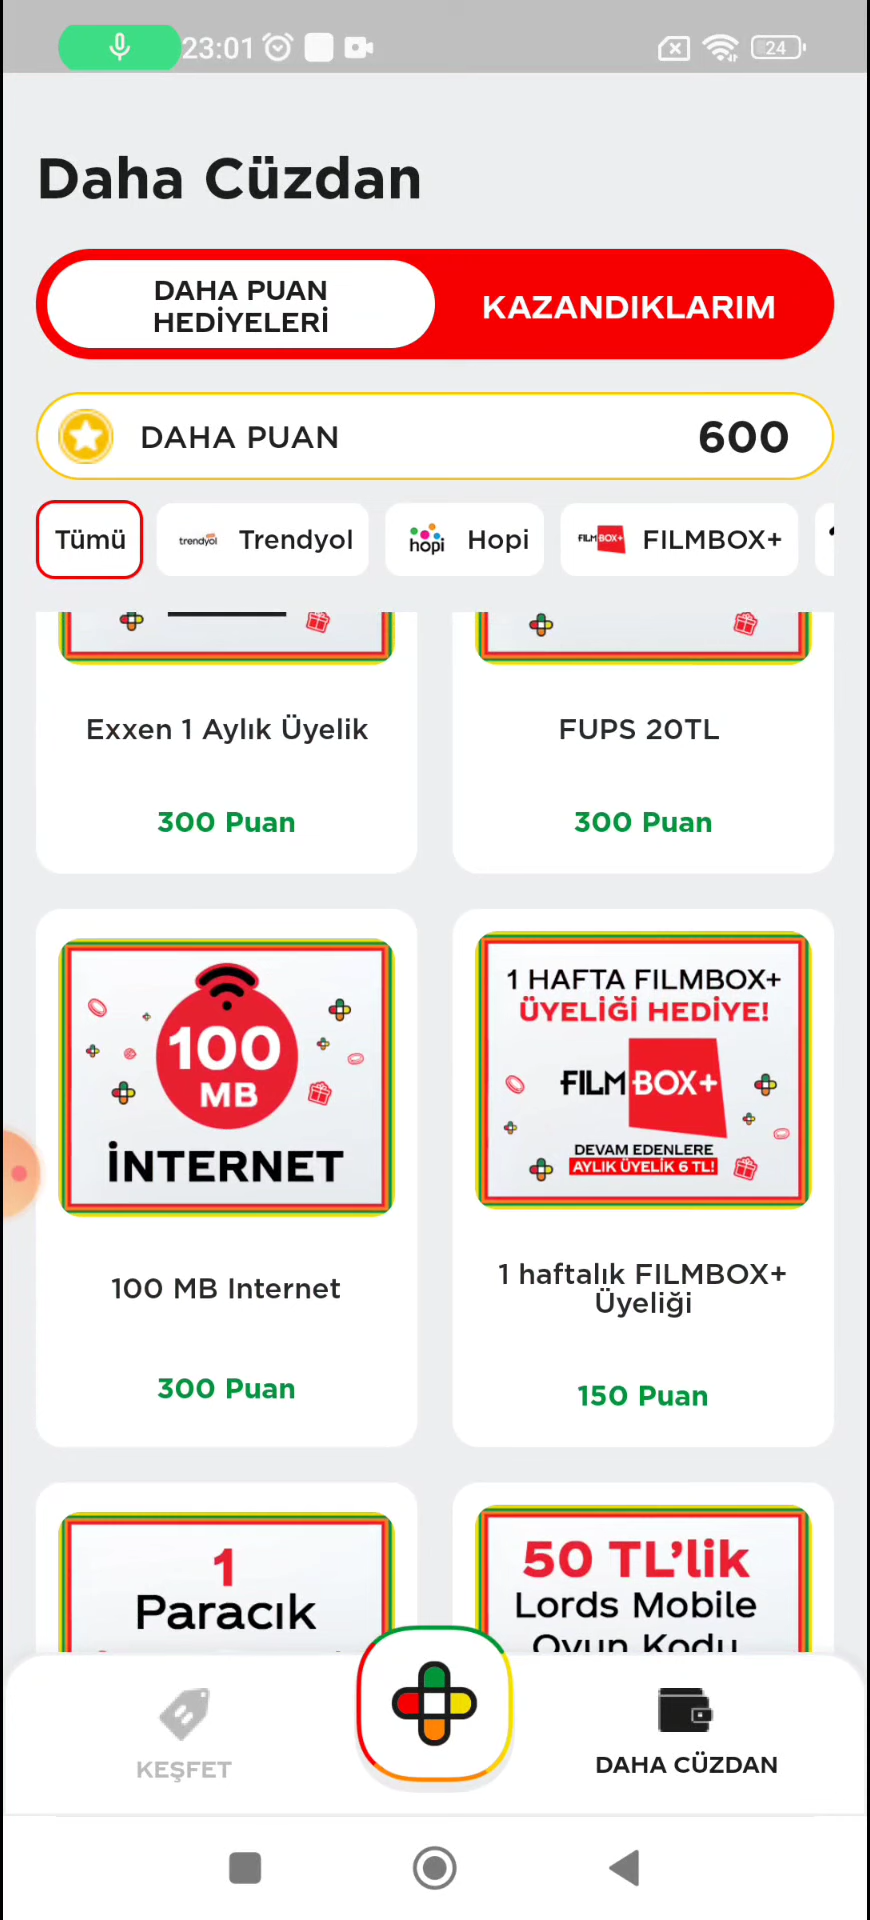 23:01
24
Daha Cüzdan
DAHA PUAN
HEDİYELERİ
KAZANDIKLARIM
DAHA PUAN
600
Tümü
trendyol
Trendyol
hopi
Hopi
FILMBOX+
FILMBOX+
Exxen 1 Aylık Üyelik
FUPS 20TL
300 Puan
300 Puan
100
MB
İNTERNET
1 HAFTA FILMBOX+
ÜYELİĞİ HEDİYE!
FILMBOX+
DEVAM EDENLERE
AYLIK ÜYELİK 6 TL!
100 MB Internet
1 haftalık FILMBOX+
Üyeliği
300 Puan
150 Puan
1
Paracık
50 TL'lik
Lords Mobile
Oyun Kodu
KEŞFET
DAHA CÜZDAN